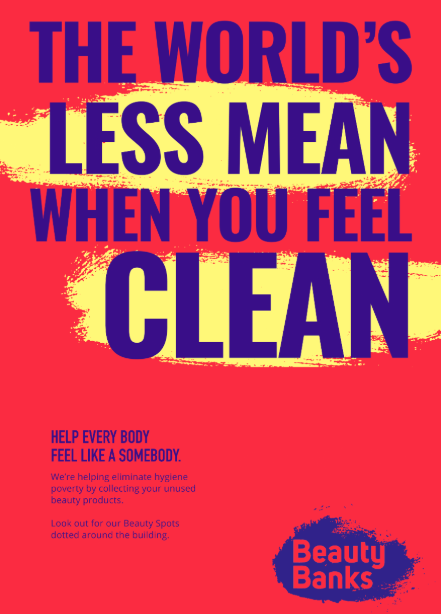 THE WORLD'S
LESS MEAN
WHEN YOU FEEL
CLEAN
HELP EVERY BODY
FEEL LIKE A SOMEBODY.
We're helping eliminate hygiene
poverty by collecting your unused
beauty products.
Look out for our Beauty Spots
dotted around the building.
Beauty
Banks